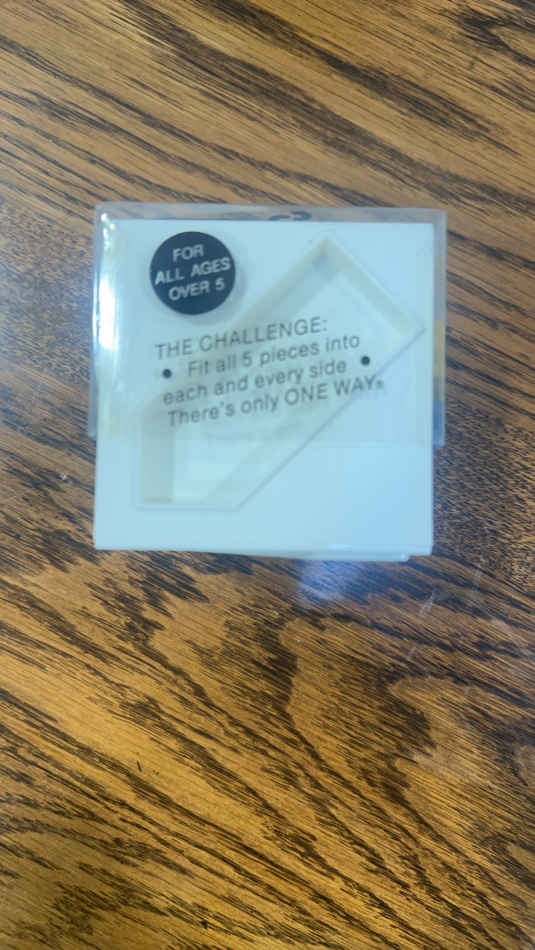 FOR
ALL AGES
OVER 5
THE CHALLENGE:
• Fit all 5 pieces into •
each and every side
There's only ONE WAY®